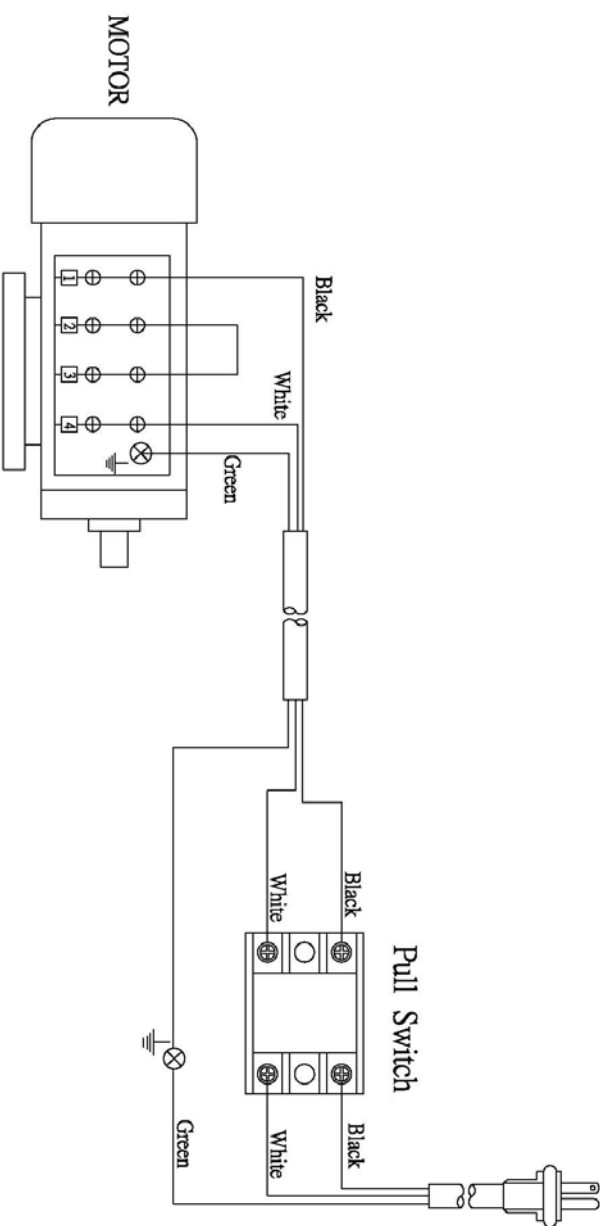 MOTOR
1
2
3
4
Black
White
Green
Black
White
Pull Switch
Black
White
Green